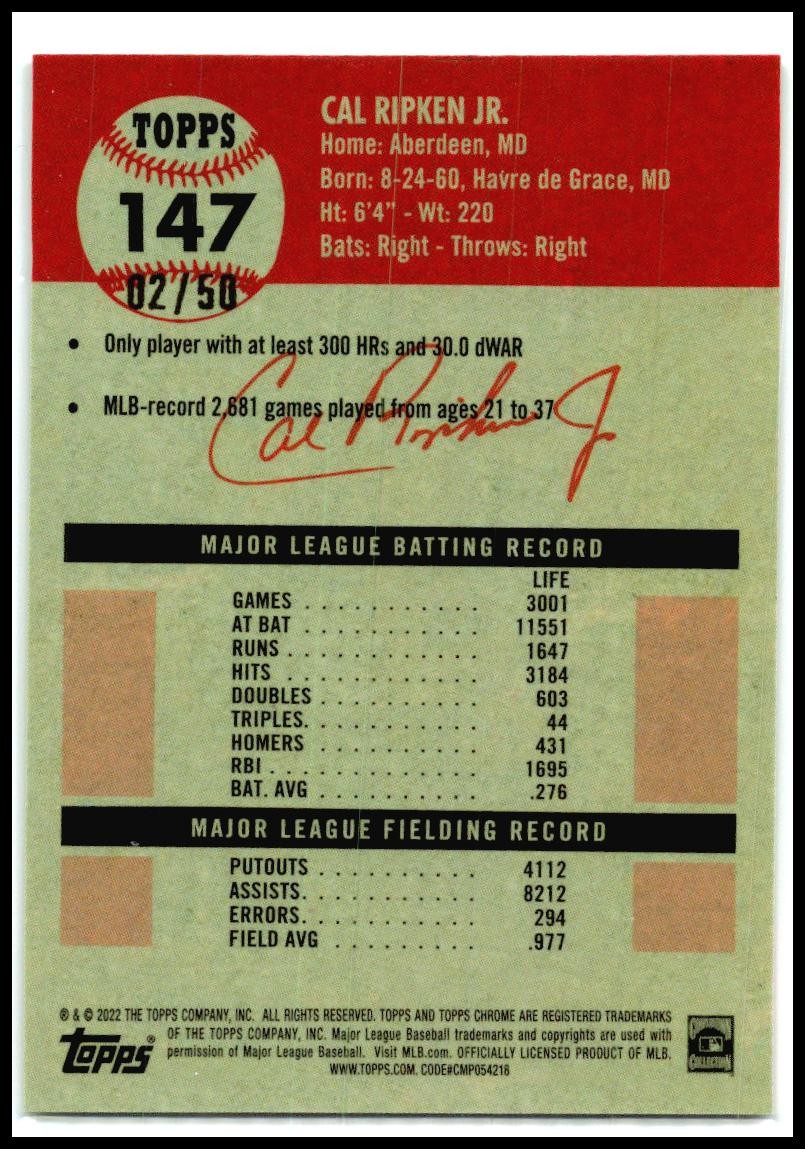 TOPPS
147
02/50
CAL RIPKEN JR.
Home: Aberdeen, MD
Born: 8-24-60, Havre de Grace, MD
Ht: 6'4" - Wt: 220
Bats: Right - Throws: Right
• Only player with at least 300 HRs and 30.0 dWAR
• MLB-record 2,681 games played from ages 21 to 37
Cal Ripken Jr
MAJOR LEAGUE BATTING RECORD
LIFE
GAMES . . . . . . . . . . . 3001
AT BAT . . . . . . . . . . . 11551
RUNS . . . . . . . . . . . . 1647
HITS . . . . . . . . . . . . 3184
DOUBLES . . . . . . . . . . 603
TRIPLES. . . . . . . . . . . 44
HOMERS . . . . . . . . . . 431
RBI . . . . . . . . . . . . . 1695
BAT. AVG . . . . . . . . . . .276
MAJOR LEAGUE FIELDING RECORD
PUTOUTS . . . . . . . . . . 4112
ASSISTS. . . . . . . . . . . 8212
ERRORS. . . . . . . . . . . 294
FIELD AVG . . . . . . . . . .977
® & © 2022 THE TOPPS COMPANY, INC. ALL RIGHTS RESERVED. TOPPS AND TOPPS CHROME ARE REGISTERED TRADEMARKS
OF THE TOPPS COMPANY, INC. Major League Baseball trademarks and copyrights are used with
permission of Major League Baseball. Visit MLB.com. OFFICIALLY LICENSED PRODUCT OF MLB.
WWW.TOPPS.COM. CODE#CMP054216
Topps®
COOPERSTOWN
COLLECTION